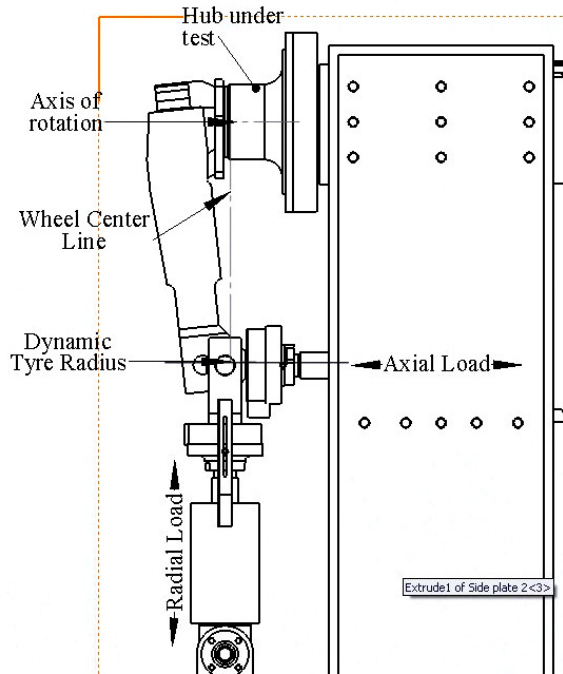 Hub under
test
Axis of
rotation
Wheel Center
Line
Dynamic
Tyre Radius
Axial Load
Radial Load
Extrude1 of Side plate 2<3>